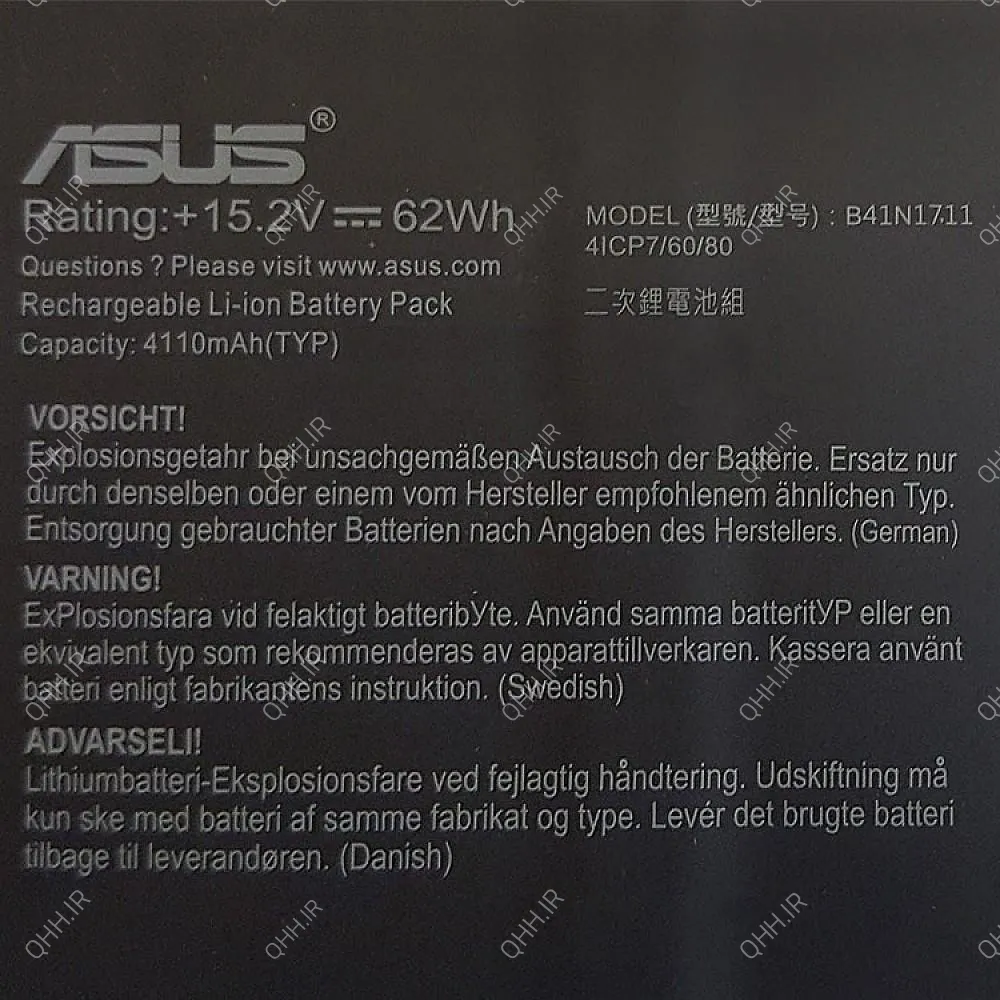 ASUS®
Rating:+15.2V⎓62Wh
Questions ? Please visit www.asus.com
Rechargeable Li-ion Battery Pack
Capacity: 4110mAh(TYP)
MODEL (型號/型号) : B41N1711
4ICP7/60/80
二次鋰電池組
VORSICHT!
Explosionsgetahr bei unsachgemäßen Austausch der Batterie. Ersatz nur
durch denselben oder einem vom Hersteller empfohlenem ähnlichen Typ.
Entsorgung gebrauchter Batterien nach Angaben des Herstellers. (German)
VARNING!
ExPlosionsfara vid felaktigt batteribYte. Använd samma batteritYP eller en
ekvivalent typ som rekommenderas av apparattillverkaren. Kassera använt
batteri enligt fabrikantens instruktion. (Swedish)
ADVARSELI!
Lithiumbatteri-Eksplosionsfare ved fejlagtig håndtering. Udskiftning må
kun ske med batteri af samme fabrikat og type. Levér det brugte batteri
tilbage til leverandøren. (Danish)
QHH.IR